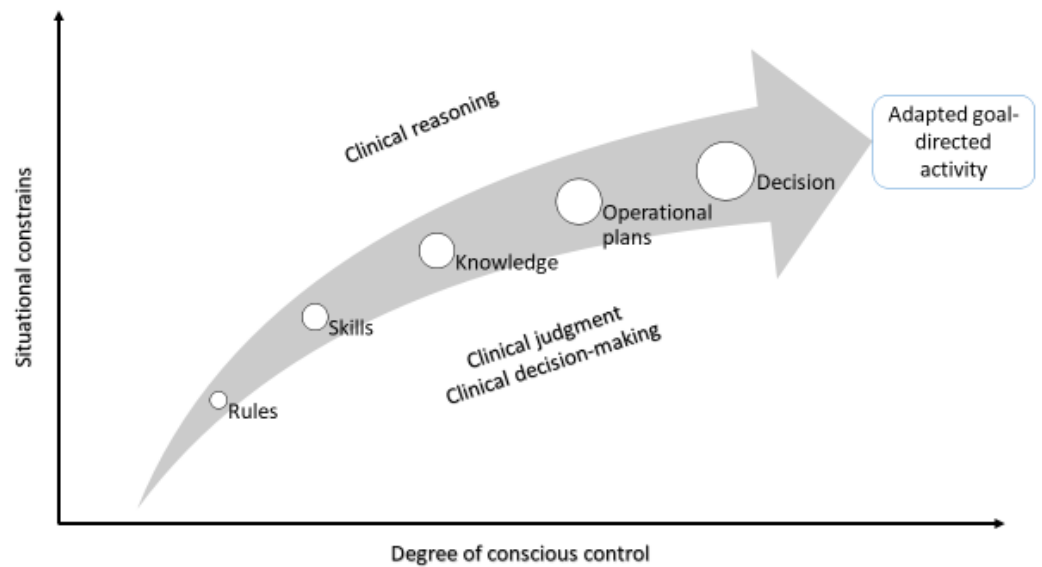 Situational constrains
Clinical reasoning
Adapted goal-
directed
activity
Decision
Operational
plans
Knowledge
Skills
Rules
Clinical judgment
Clinical decision-making
Degree of conscious control